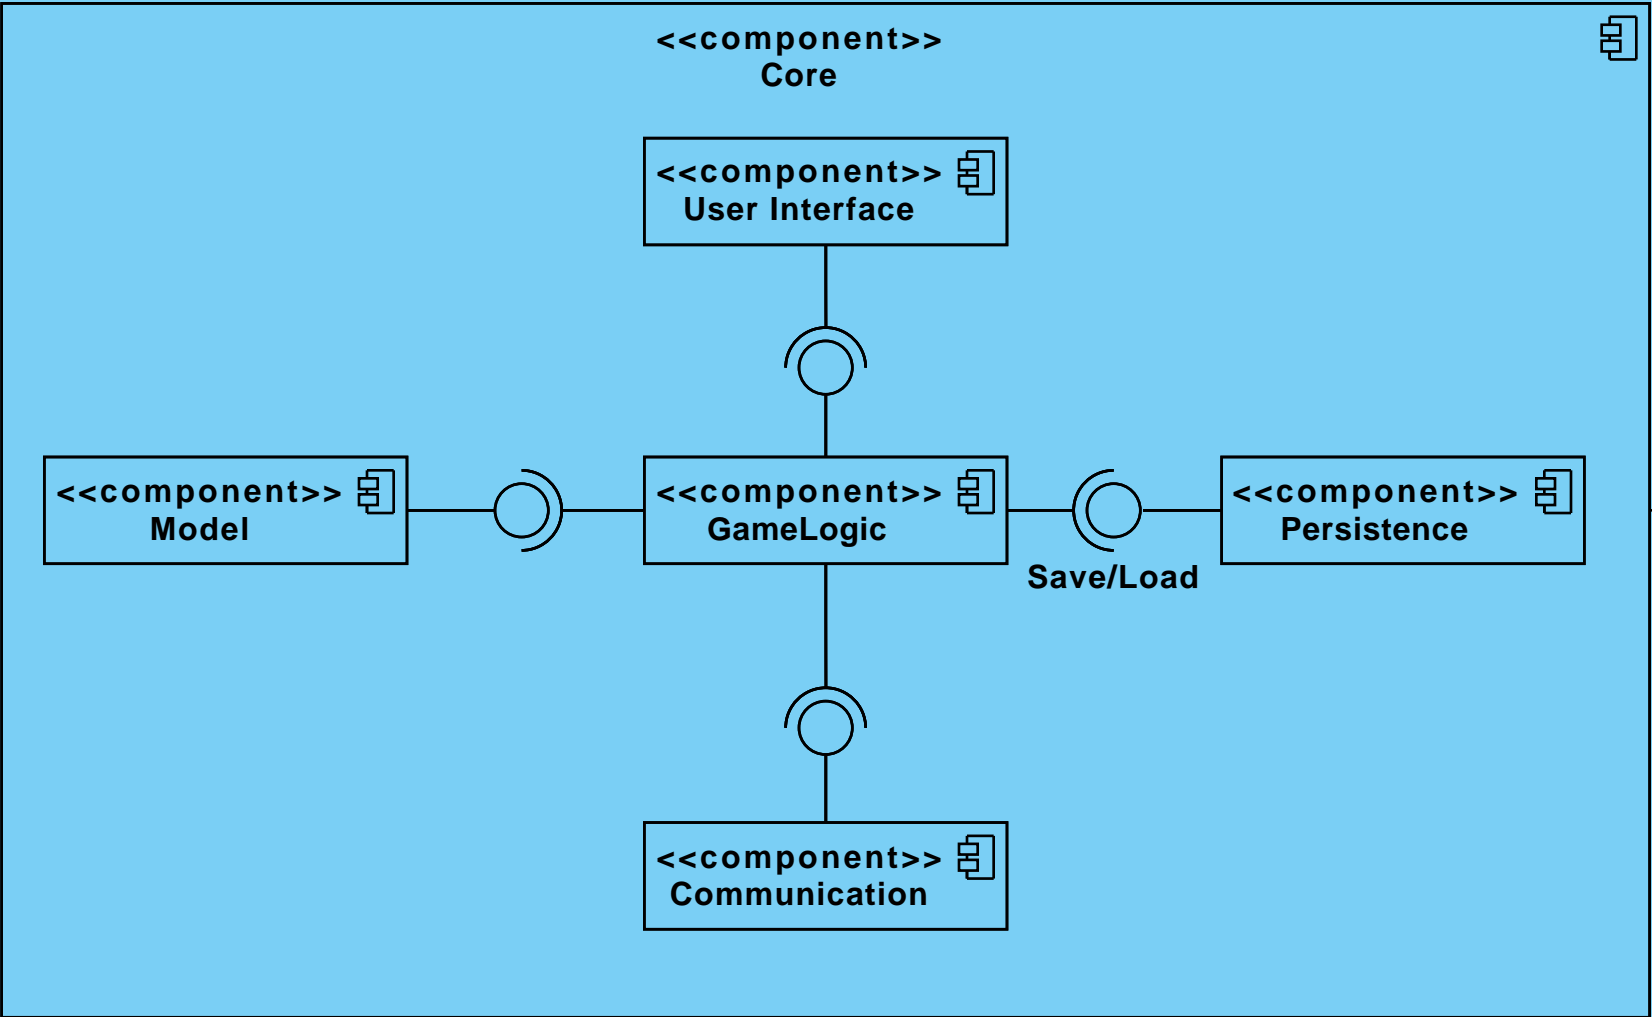 <<component>>
Core
<<component>>
User Interface
<<component>>
Model
<<component>>
GameLogic
<<component>>
Persistence
Save/Load
<<component>>
Communication